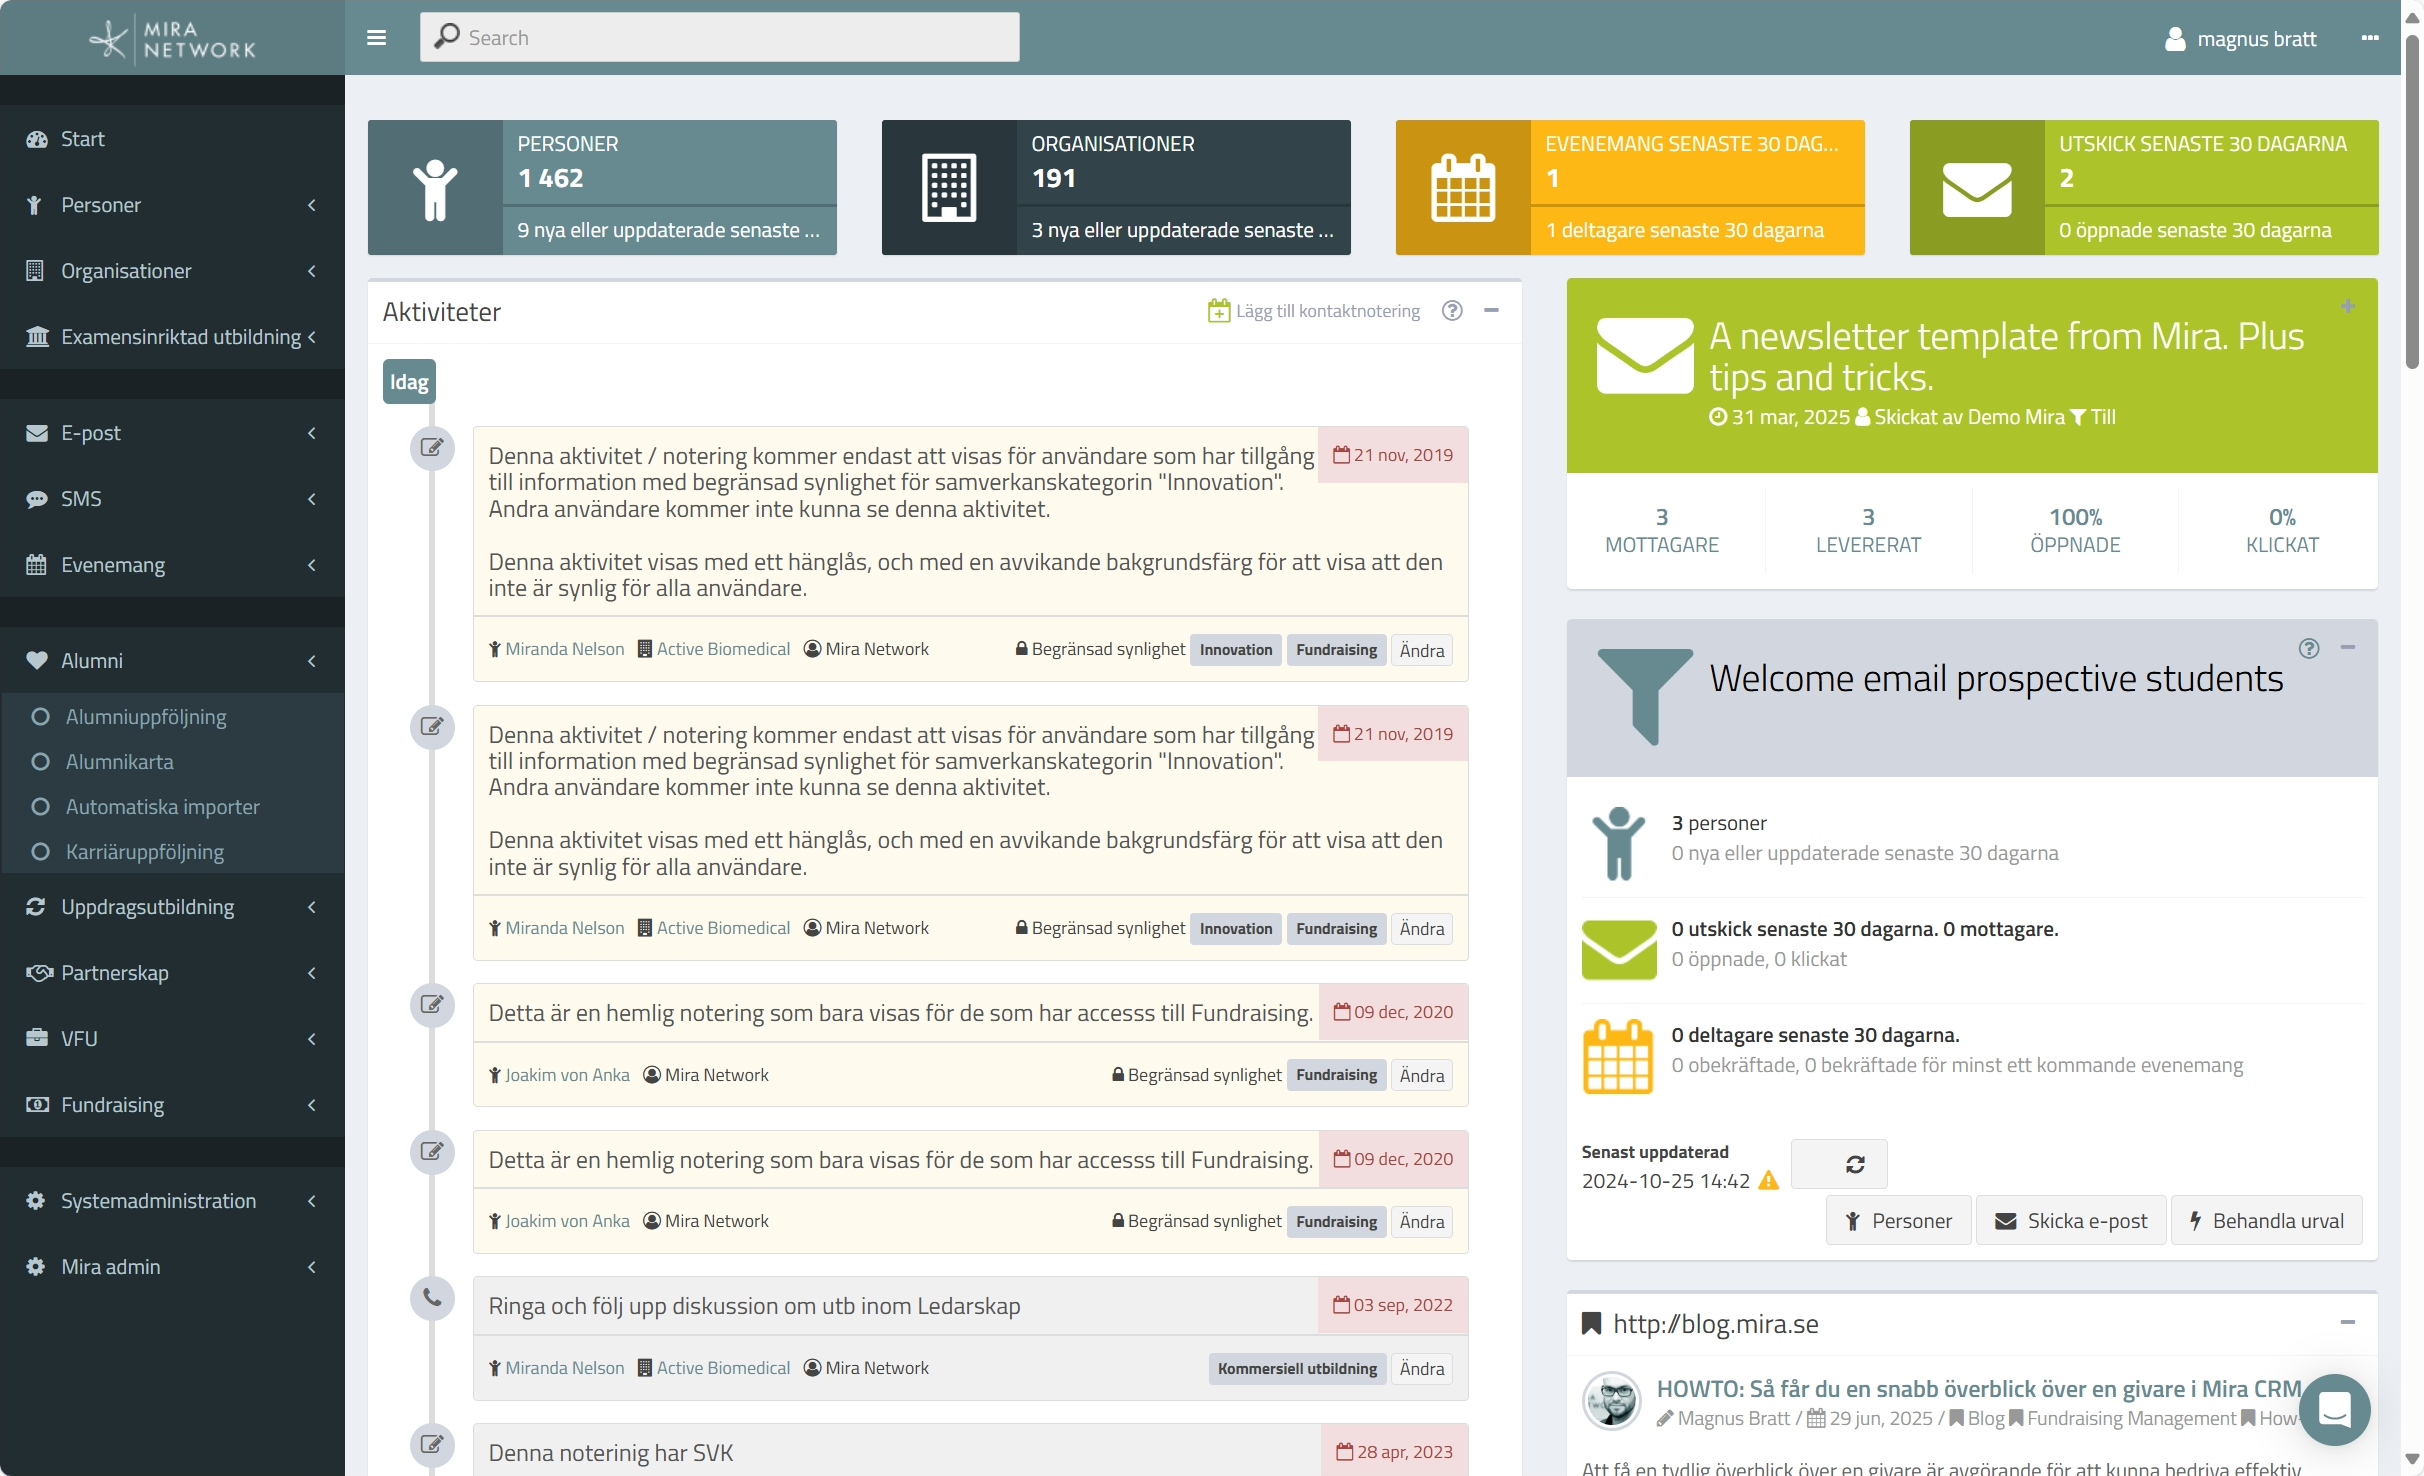 MIRA
NETWORK
Search
magnus bratt
Start
Personer
Organisationer
Examensinriktad utbildning
E-post
SMS
Evenemang
Alumni
Alumniuppföljning
Alumnikarta
Automatiska importer
Karriäruppföljning
Uppdragsutbildning
Partnerskap
VFU
Fundraising
Systemadministration
Mira admin
PERSONER
1 462
9 nya eller uppdaterade senaste ...
ORGANISATIONER
191
3 nya eller uppdaterade senaste ...
EVENEMANG SENASTE 30 DAG...
1
1 deltagare senaste 30 dagarna
UTSKICK SENASTE 30 DAGARNA
2
0 öppnade senaste 30 dagarna
Aktiviteter
Lägg till kontaktnotering
Idag
Denna aktivitet / notering kommer endast att visas för användare som har tillgång
till information med begränsad synlighet för samverkanskategorin "Innovation".
Andra användare kommer inte kunna se denna aktivitet.
Denna aktivitet visas med ett hänglås, och med en avvikande bakgrundsfärg för att visa att den
inte är synlig för alla användare.
21 nov, 2019
Miranda Nelson Active Biomedical Mira Network Begränsad synlighet Innovation Fundraising Ändra
Denna aktivitet / notering kommer endast att visas för användare som har tillgång
till information med begränsad synlighet för samverkanskategorin "Innovation".
Andra användare kommer inte kunna se denna aktivitet.
Denna aktivitet visas med ett hänglås, och med en avvikande bakgrundsfärg för att visa att den
inte är synlig för alla användare.
21 nov, 2019
Miranda Nelson Active Biomedical Mira Network Begränsad synlighet Innovation Fundraising Ändra
Detta är en hemlig notering som bara visas för de som har accesss till Fundraising.
09 dec, 2020
Joakim von Anka Mira Network Begränsad synlighet Fundraising Ändra
Detta är en hemlig notering som bara visas för de som har accesss till Fundraising.
09 dec, 2020
Joakim von Anka Mira Network Begränsad synlighet Fundraising Ändra
Ringa och följ upp diskussion om utb inom Ledarskap
03 sep, 2022
Miranda Nelson Active Biomedical Mira Network Kommersiell utbildning Ändra
Denna noterinig har SVK
28 apr, 2023
A newsletter template from Mira. Plus
tips and tricks.
31 mar, 2025 Skickat av Demo Mira Till
3
MOTTAGARE
3
LEVERERAT
100%
ÖPPNADE
0%
KLICKAT
Welcome email prospective students
3 personer
0 nya eller uppdaterade senaste 30 dagarna
0 utskick senaste 30 dagarna. 0 mottagare.
0 öppnade, 0 klickat
0 deltagare senaste 30 dagarna.
0 obekräftade, 0 bekräftade för minst ett kommande evenemang
Senast uppdaterad
2024-10-25 14:42
Personer
Skicka e-post
Behandla urval
http://blog.mira.se
HOWTO: Så får du en snabb överblick över en givare i Mira CRM
Magnus Bratt / 29 jun, 2025 / Blog Fundraising Management How-
Att få en tydlig överblick över en givare är avgörande för att kunna bedriva effektiv